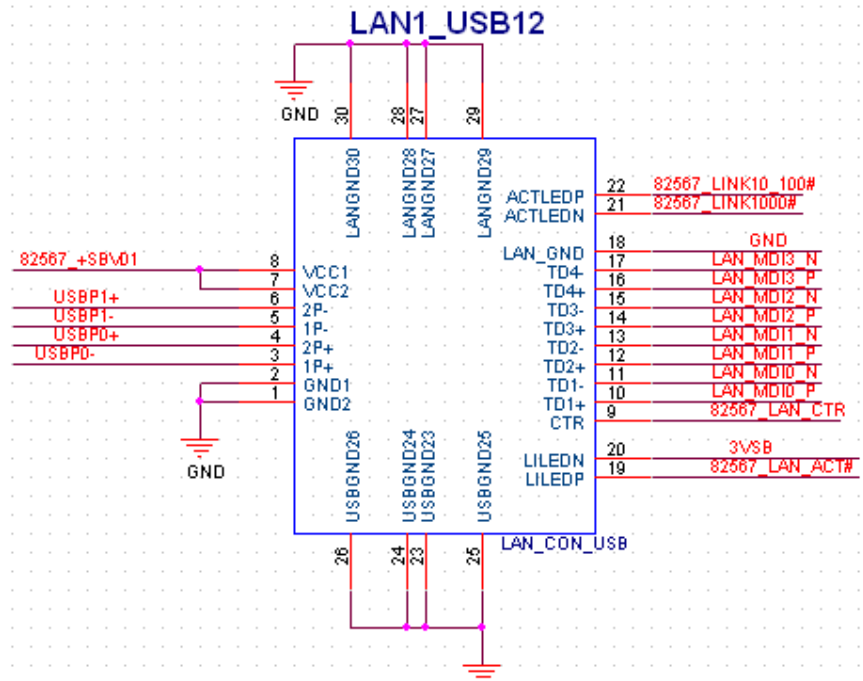 LAN1_USB12
GND
30
28
27
29
LANGND30
LANGND28
LANGND27
LANGND29
ACTLEDP 22 82567_LINK10_100#
ACTLEDN 21 82567_LINK1000#
LAN_GND 18 GND
TD4- 17 LAN_MDI3_N
TD4+ 16 LAN_MDI3_P
TD3- 15 LAN_MDI2_N
TD3+ 14 LAN_MDI2_P
TD2- 13 LAN_MDI1_N
TD2+ 12 LAN_MDI1_P
TD1- 11 LAN_MDI0_N
TD1+ 10 LAN_MDI0_P
CTR 9 82567_LAN_CTR
LILEDN 20 3VSB
LILEDP 19 82567_LAN_ACT#
82567_+SBV01 8 VCC1
7 VCC2
USBP1+ 6 2P-
USBP1- 5 1P-
USBP0+ 4 2P+
USBP0- 3 1P+
2 GND1
1 GND2
GND
USBGND26
USBGND24
USBGND23
USBGND25
LAN_CON_USB
26
24
23
25